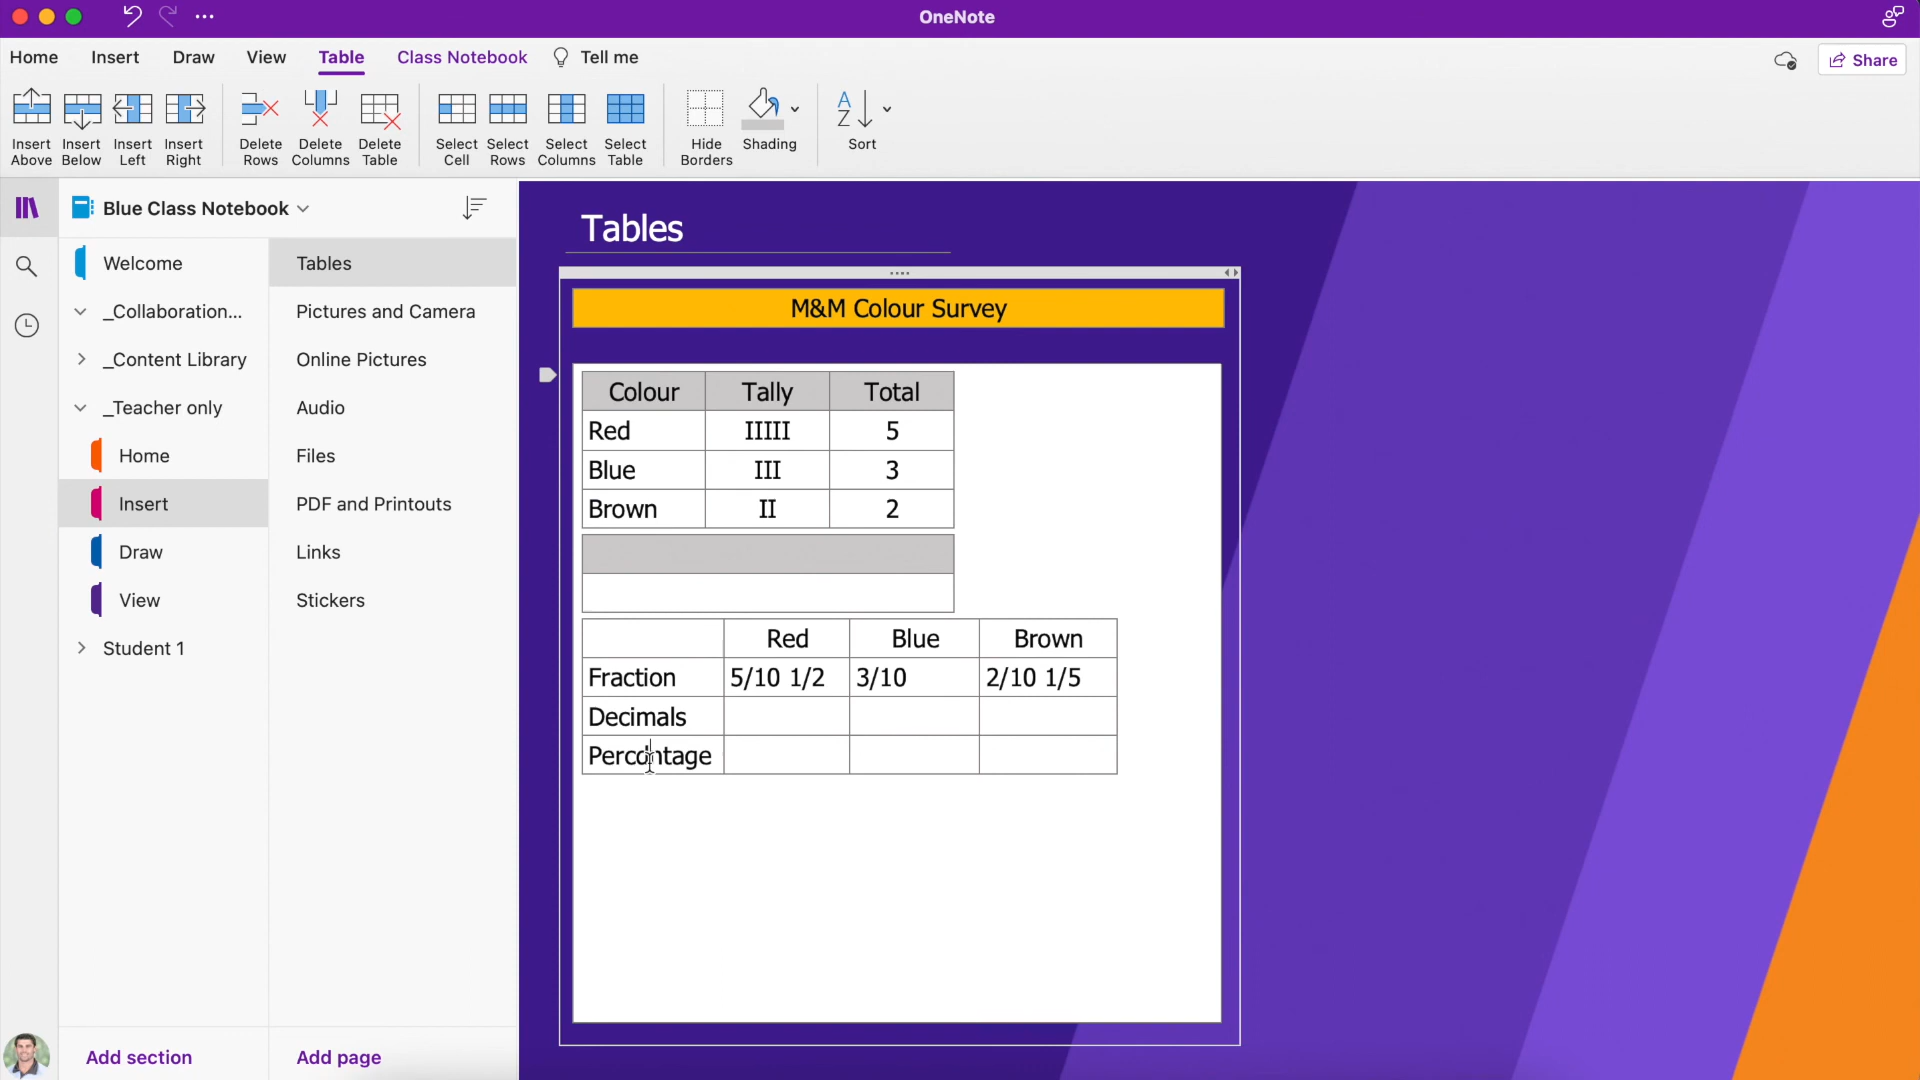 OneNote
Home Insert Draw View Table Class Notebook Tell me
Share
Insert Above
Insert Below
Insert Left
Insert Right
Delete Rows
Delete Columns
Delete Table
Select Cell
Select Rows
Select Columns
Select Table
Hide Borders
Shading
A Z Sort
Blue Class Notebook
Welcome
_Collaboration...
_Content Library
_Teacher only
Home
Insert
Draw
View
Student 1
Add section
Tables
Pictures and Camera
Online Pictures
Audio
Files
PDF and Printouts
Links
Stickers
Add page
Tables
M&M Colour Survey
Colour Tally Total
Red IIIII 5
Blue III 3
Brown II 2
Red Blue Brown
Fraction 5/10 1/2 3/10 2/10 1/5
Decimals
Percentage